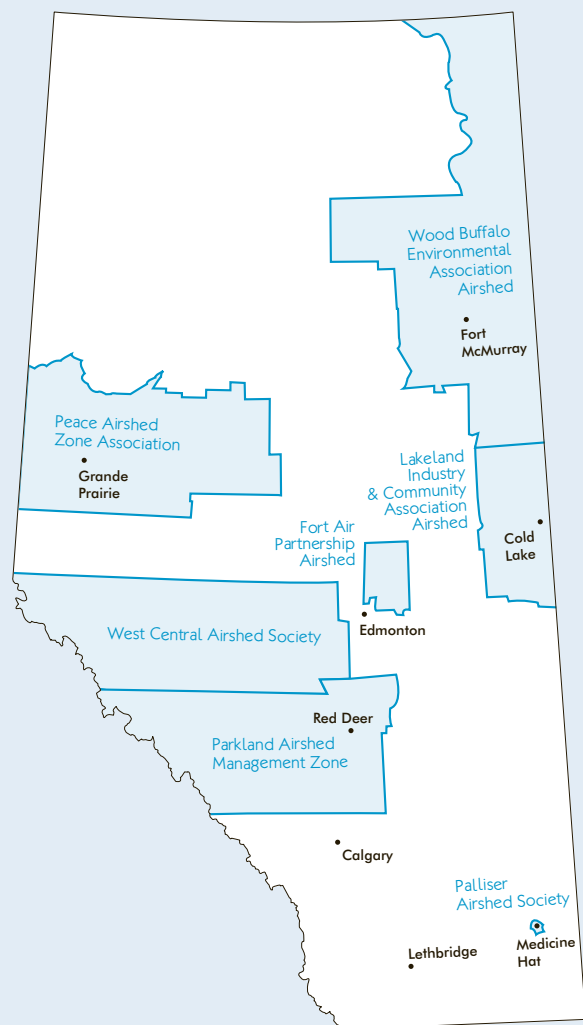 Wood Buffalo
Environmental
Association
Airshed
Fort
McMurray
Peace Airshed
Zone Association
Grande
Prairie
Lakeland
Industry
& Community
Association
Airshed
Cold
Lake
Fort Air
Partnership
Airshed
Edmonton
West Central Airshed Society
Red Deer
Parkland Airshed
Management Zone
Calgary
Palliser
Airshed Society
Medicine
Hat
Lethbridge